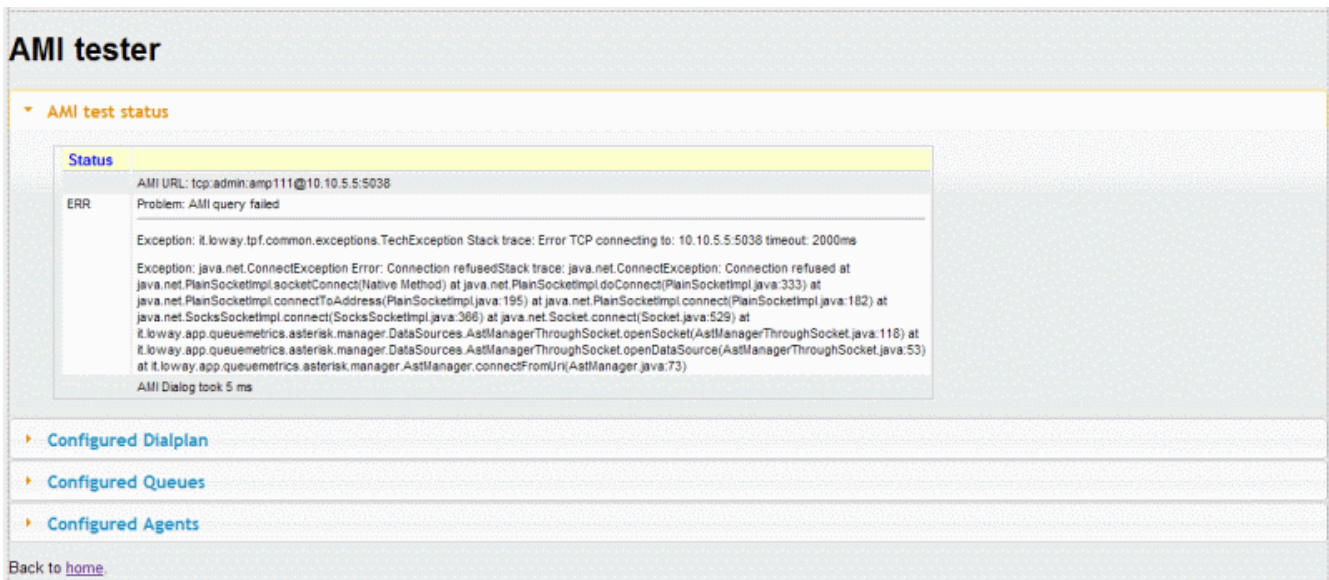 AMI tester
AMI test status
Status
AMI URL: tcp:admin:amp111@10.10.5.5:5038
ERR Problem: AMI query failed
Exception: it.loway.tpf.common.exceptions.TechException Stack trace: Error TCP connecting to: 10.10.5.5:5038 timeout: 2000ms
Exception: java.net.ConnectException Error: Connection refusedStack trace: java.net.ConnectException: Connection refused at
java.net.PlainSocketImpl.socketConnect(Native Method) at java.net.PlainSocketImpl.doConnect(PlainSocketImpl.java:333) at
java.net.PlainSocketImpl.connectToAddress(PlainSocketImpl.java:195) at java.net.PlainSocketImpl.connect(PlainSocketImpl.java:182) at
java.net.SocksSocketImpl.connect(SocksSocketImpl.java:366) at java.net.Socket.connect(Socket.java:529) at
it.loway.app.queuemetrics.asterisk.manager.DataSources.AstManagerThroughSocket.openSocket(AstManagerThroughSocket.java:118) at
it.loway.app.queuemetrics.asterisk.manager.DataSources.AstManagerThroughSocket.openDataSource(AstManagerThroughSocket.java:53)
at it.loway.app.queuemetrics.asterisk.manager.AstManager.connectFromUri(AstManager.java:73)
AMI Dialog took 5 ms
Configured Dialplan
Configured Queues
Configured Agents
Back to home.